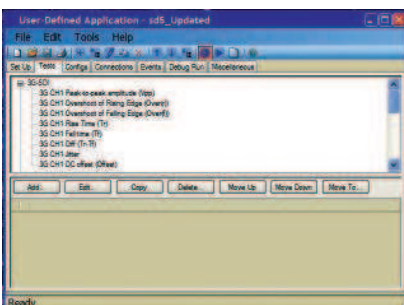 User-Defined Application - sd5_Updated
File Edit Tools Help
Set Up Tests Configs Connections Events Debug Run Miscellaneous
3G-SDI
3G CH1 Peak-to-peak amplitude (Vpp)
3G CH1 Overshoot of Rising Edge (Overr)
3G CH1 Overshoot of Falling Edge (Overf)
3G CH1 Rise Time (Tr)
3G CH1 Fall time (Tf)
3G CH1 Diff (Tr-Tf)
3G CH1 Jitter
3G CH1 DC offset (Offset)
Add... Edit... Copy Delete... Move Up Move Down Move To...
Ready